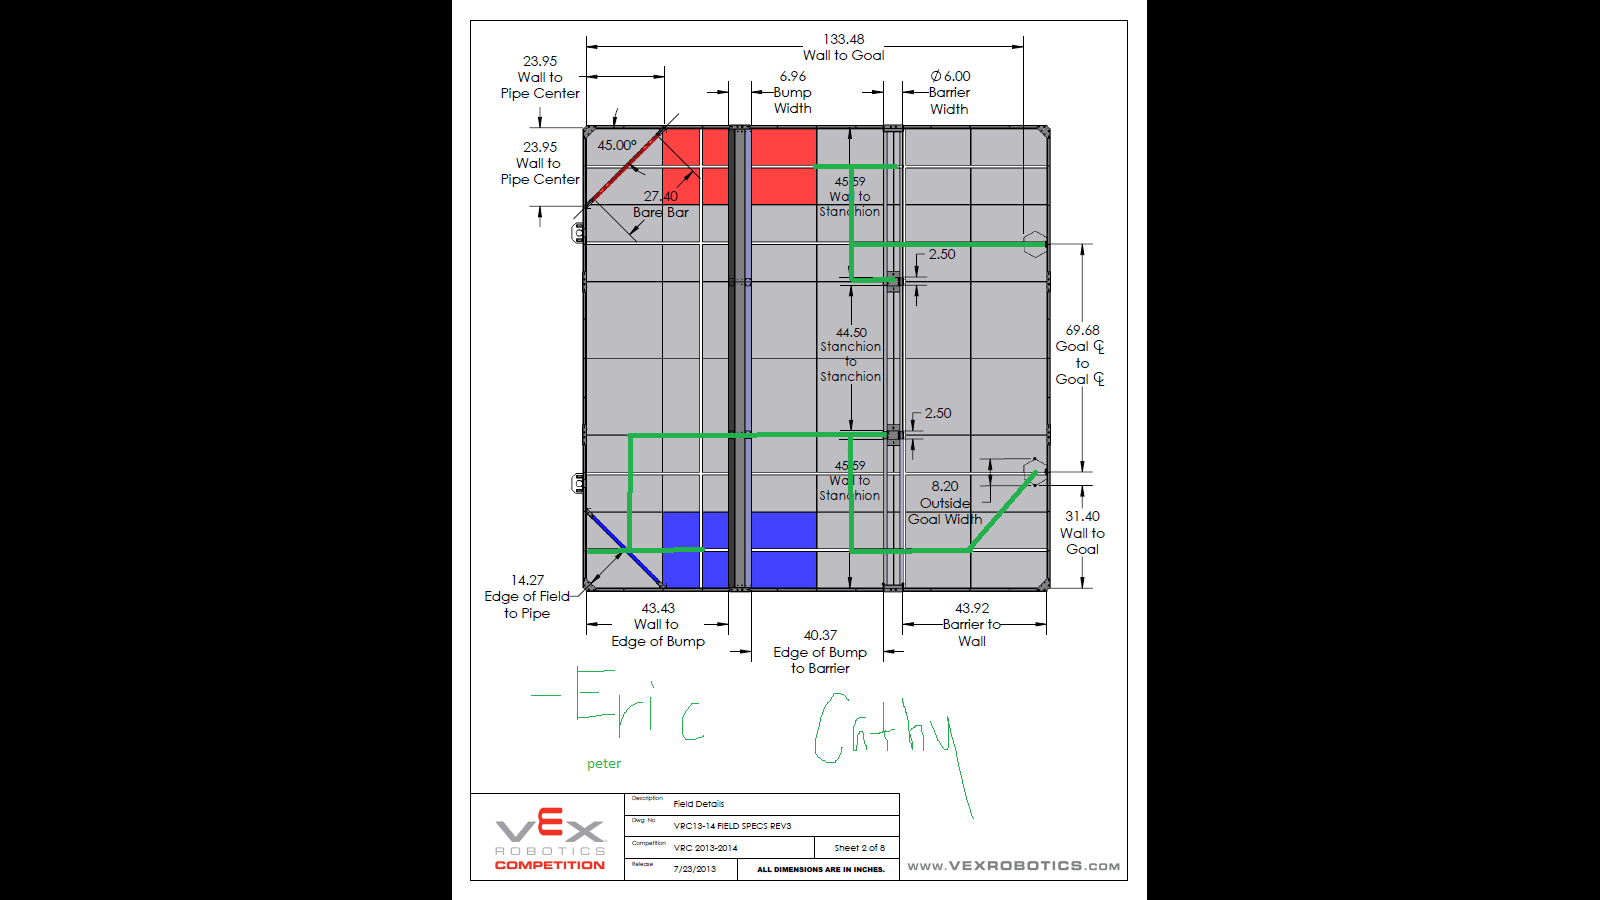 133.48
Wall to Goal
23.95
Wall to
Pipe Center
6.96
Bump
Width
Ø 6.00
Barrier
Width
23.95
Wall to
Pipe Center
45.00°
27.40
Bare Bar
45.59
Wall to
Stanchion
2.50
44.50
Stanchion
to
Stanchion
69.68
Goal ℄
to
Goal ℄
2.50
45.59
Wall to
Stanchion
8.20
Outside
Goal Width
31.40
Wall to
Goal
14.27
Edge of Field
to Pipe
43.43
Wall to
Edge of Bump
40.37
Edge of Bump
to Barrier
43.92
Barrier to
Wall
— Eric
Cathy
peter
VEX
ROBOTICS
COMPETITION
Description
Field Details
Dwg. No
VRC13-14 FIELD SPECS REV3
Competition
VRC 2013-2014
Sheet 2 of 8
Release
7/23/2013
ALL DIMENSIONS ARE IN INCHES.
WWW.VEXROBOTICS.COM